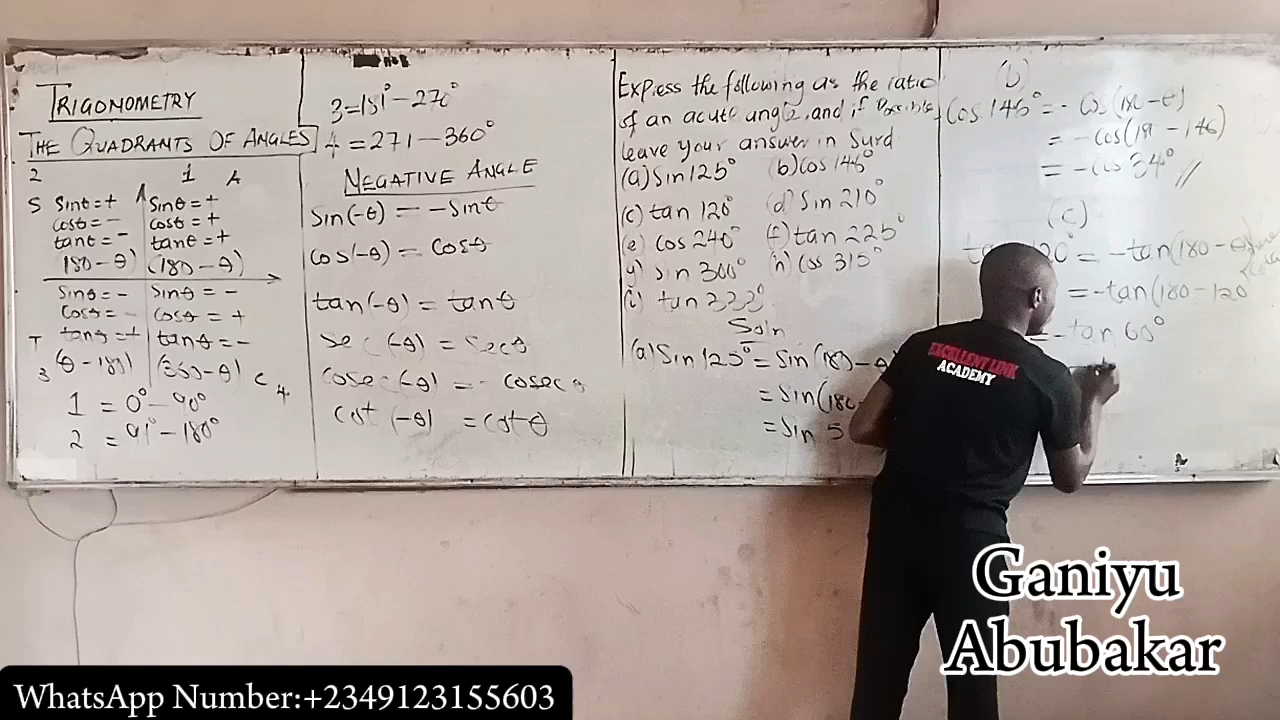 TRIGONOMETRY
THE QUADRANTS OF ANGLES
2 1 A
S Sinθ=+ Sinθ=+
cosθ=- cosθ=+
tanθ=- tanθ=+
180-θ) (180-θ)
Sinθ=- Sinθ=-
Cosθ=- Cosθ=+
T tanθ=+ tanθ=-
3 (θ-180) (360-θ) C 4
1 = 0°-90°
2 = 91°-180°
3=181°-270°
4=271-360°
NEGATIVE ANGLE
Sin(-θ) = -Sinθ
cos(-θ) = Cosθ
tan(-θ) = tanθ
Sec(-θ) = Secθ
Cosec(-θ) = -cosecθ
Cot(-θ) = Cotθ
Express the following as the ratio
of an acute angle, and if possible,
leave your answer in Surd
(a) Sin 125° (b) cos 146°
(c) tan 120° (d) Sin 210°
(e) cos 240° (f) tan 225°
(g) sin 300° (h) cos 315°
(i) tan 333°
Soln
(a) Sin 125° = Sin(180-θ
= Sin(180
= Sin 5
(b)
Cos 146° = -Cos(180-θ)
= -cos(180-146)
= -Cos 34° //
(c)
20° = -tan(180-θ)
= -tan(180-120
= -tan 60°
EXCELLENT LINK
ACADEMY
Ganiyu
Abubakar
WhatsApp Number:+2349123155603